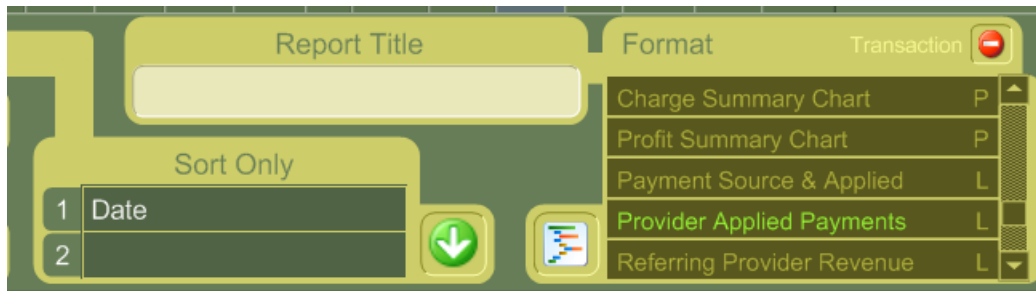 Report Title
Format Transaction
Charge Summary Chart P
Profit Summary Chart P
Payment Source & Applied L
Provider Applied Payments L
Referring Provider Revenue L
Sort Only
1 Date
2